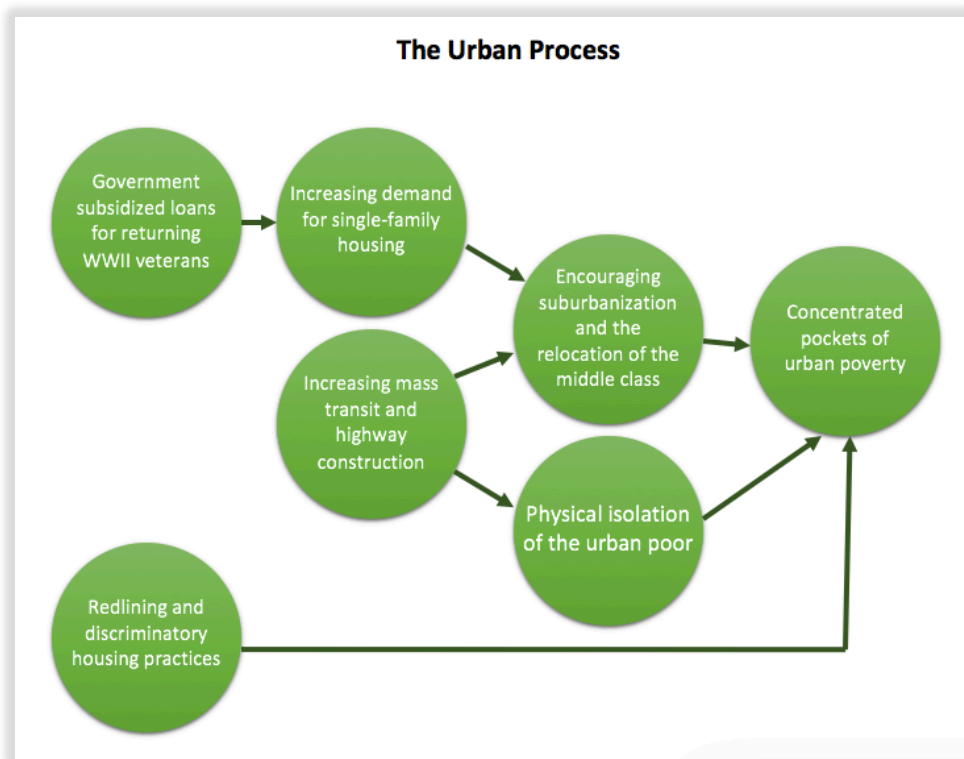 The Urban Process
Government
subsidized loans
for returning
WWII veterans
Increasing demand
for single-family
housing
Encouraging
suburbanization
and the
relocation of the
middle class
Concentrated
pockets of
urban poverty
Increasing mass
transit and
highway
construction
Physical isolation
of the urban poor
Redlining and
discriminatory
housing practices